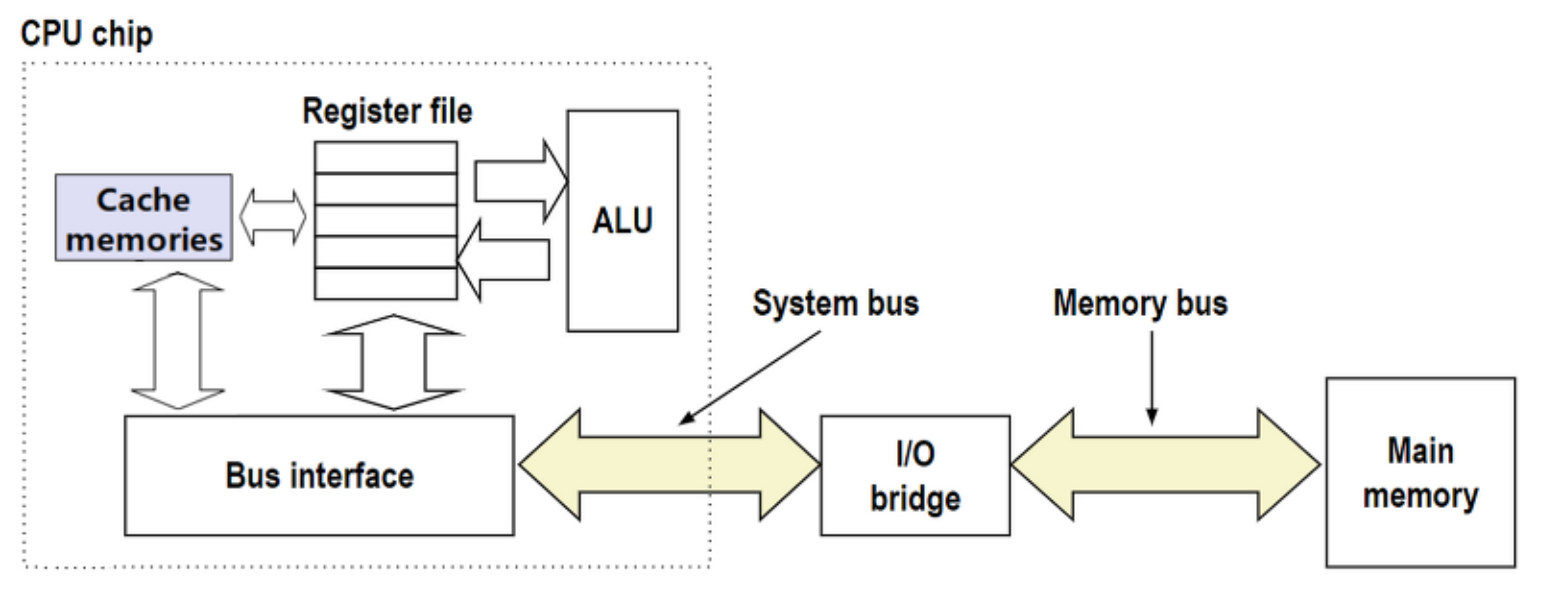 CPU chip
Register file
Cache
memories
ALU
System bus
Memory bus
Bus interface
I/O
bridge
Main
memory